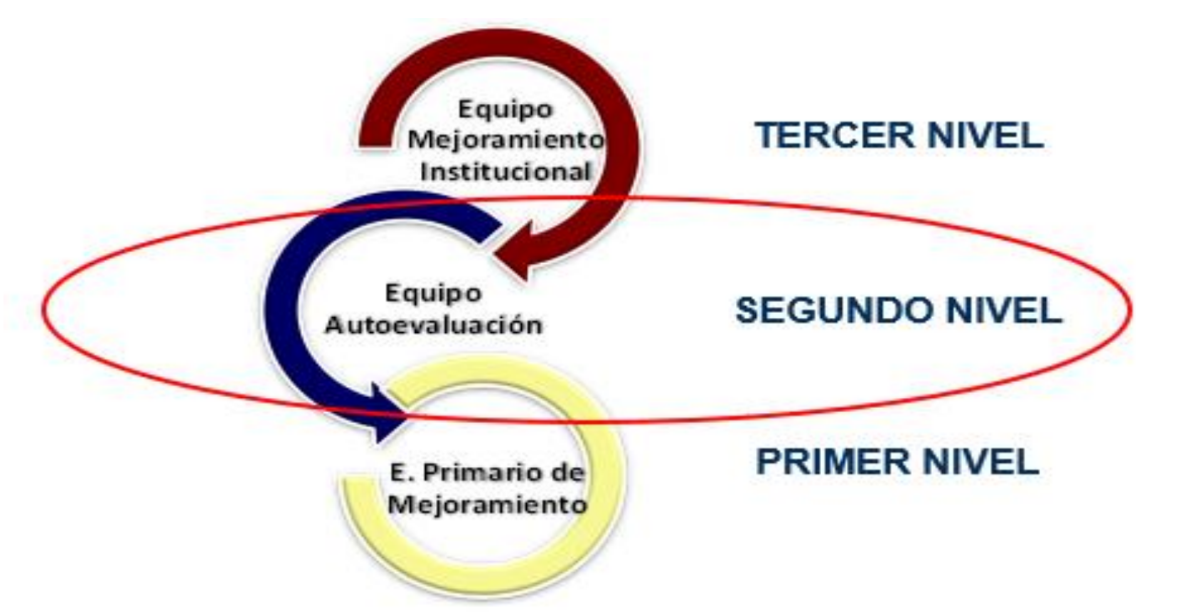 Equipo
Mejoramiento
Institucional
TERCER NIVEL
Equipo
Autoevaluación
SEGUNDO NIVEL
E. Primario de
Mejoramiento
PRIMER NIVEL